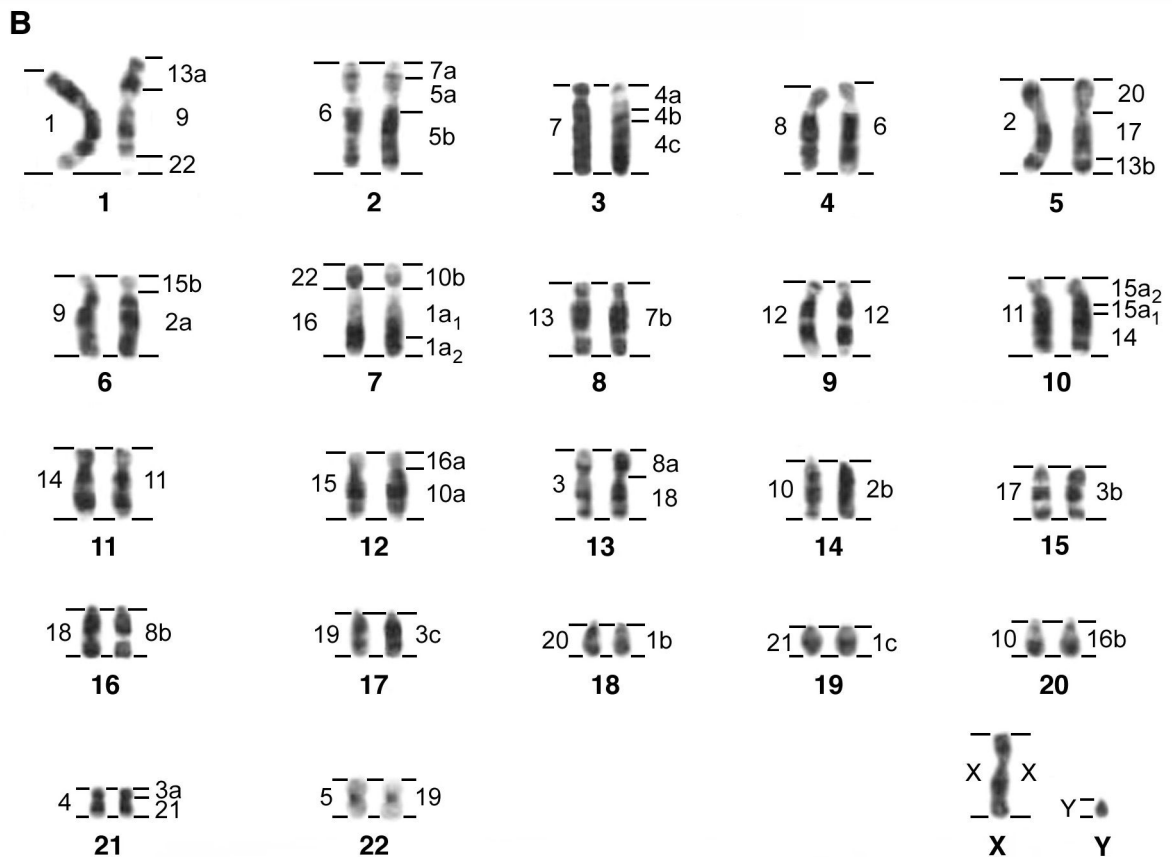 B
13a
1 9
22
1
7a
5a
6
5b
2
4a
4b
7
4c
3
8 6
4
20
2 17
13b
5
15b
9
2a
6
22 10b
1a1
16
1a2
7
13 7b
8
12 12
9
15a2
15a1
11
14
10
14 11
11
16a
15
10a
12
8a
3
18
13
10 2b
14
17 3b
15
18 8b
16
19 3c
17
20 1b
18
21 1c
19
10 16b
20
3a
4
21
21
5 19
22
X X
X
Y
Y